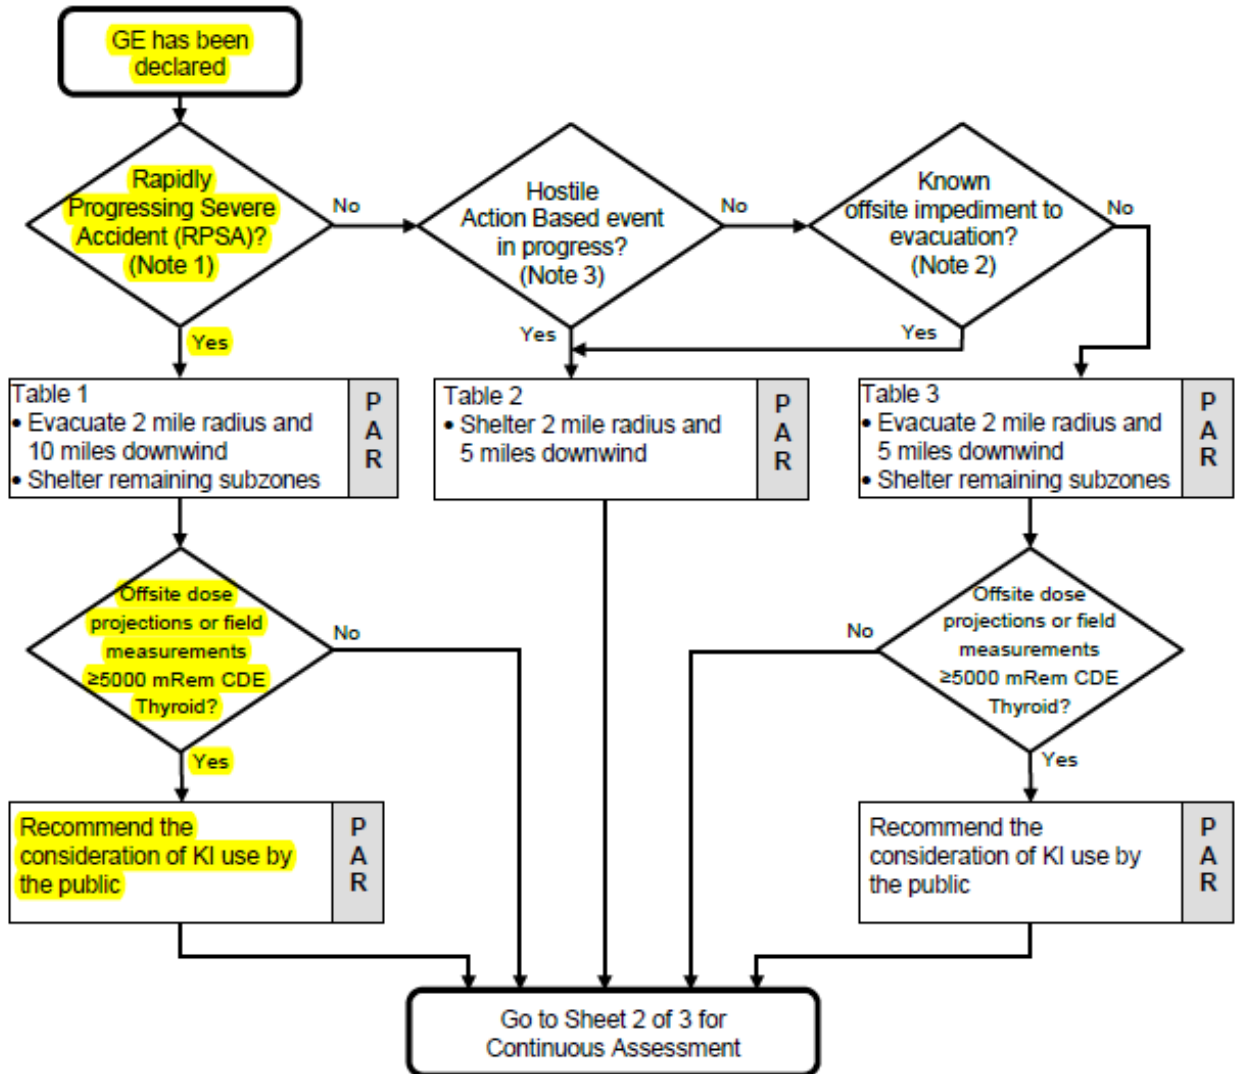 GE has been
declared
Rapidly
Progressing Severe
Accident (RPSA)?
(Note 1)
No
Hostile
Action Based event
in progress?
(Note 3)
No
Known
offsite impediment to
evacuation?
(Note 2)
No
Yes
Yes
Yes
Table 1
• Evacuate 2 mile radius and
10 miles downwind
• Shelter remaining subzones
P
A
R
Table 2
• Shelter 2 mile radius and
5 miles downwind
P
A
R
Table 3
• Evacuate 2 mile radius and
5 miles downwind
• Shelter remaining subzones
P
A
R
Offsite dose
projections or field
measurements
≥5000 mRem CDE
Thyroid?
No
No
Offsite dose
projections or field
measurements
≥5000 mRem CDE
Thyroid?
Yes
Yes
Recommend the
consideration of KI use by
the public
P
A
R
Recommend the
consideration of KI use by
the public
P
A
R
Go to Sheet 2 of 3 for
Continuous Assessment